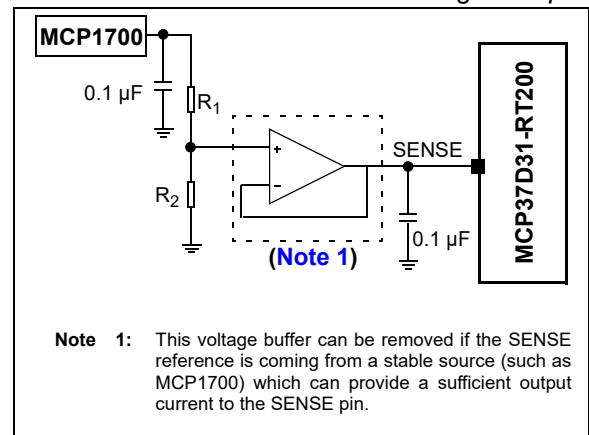 MCP1700
0.1 µF
R1
R2
+
-
SENSE
0.1 µF
MCP37D31-RT200
(Note 1)
Note 1: This voltage buffer can be removed if the SENSE
reference is coming from a stable source (such as
MCP1700) which can provide a sufficient output
current to the SENSE pin.